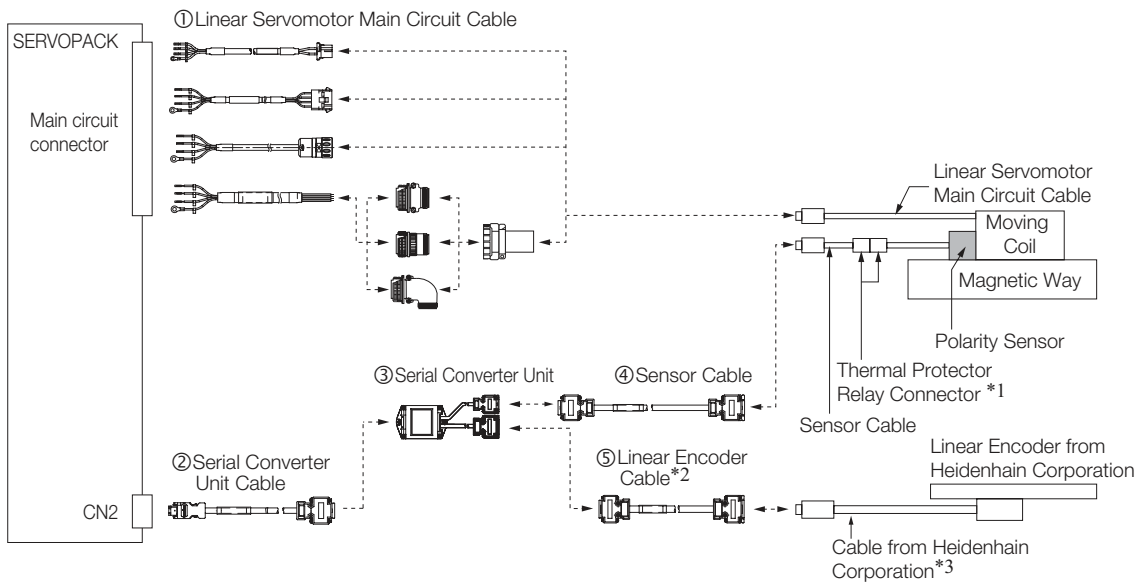 ①Linear Servomotor Main Circuit Cable
SERVOPACK
Main circuit
connector
Linear Servomotor
Main Circuit Cable
Moving
Coil
Magnetic Way
Polarity Sensor
Thermal Protector
Relay Connector *1
Sensor Cable
③Serial Converter Unit
④Sensor Cable
②Serial Converter
Unit Cable
⑤Linear Encoder
Cable*2
Linear Encoder from
Heidenhain Corporation
CN2
Cable from Heidenhain
Corporation*3